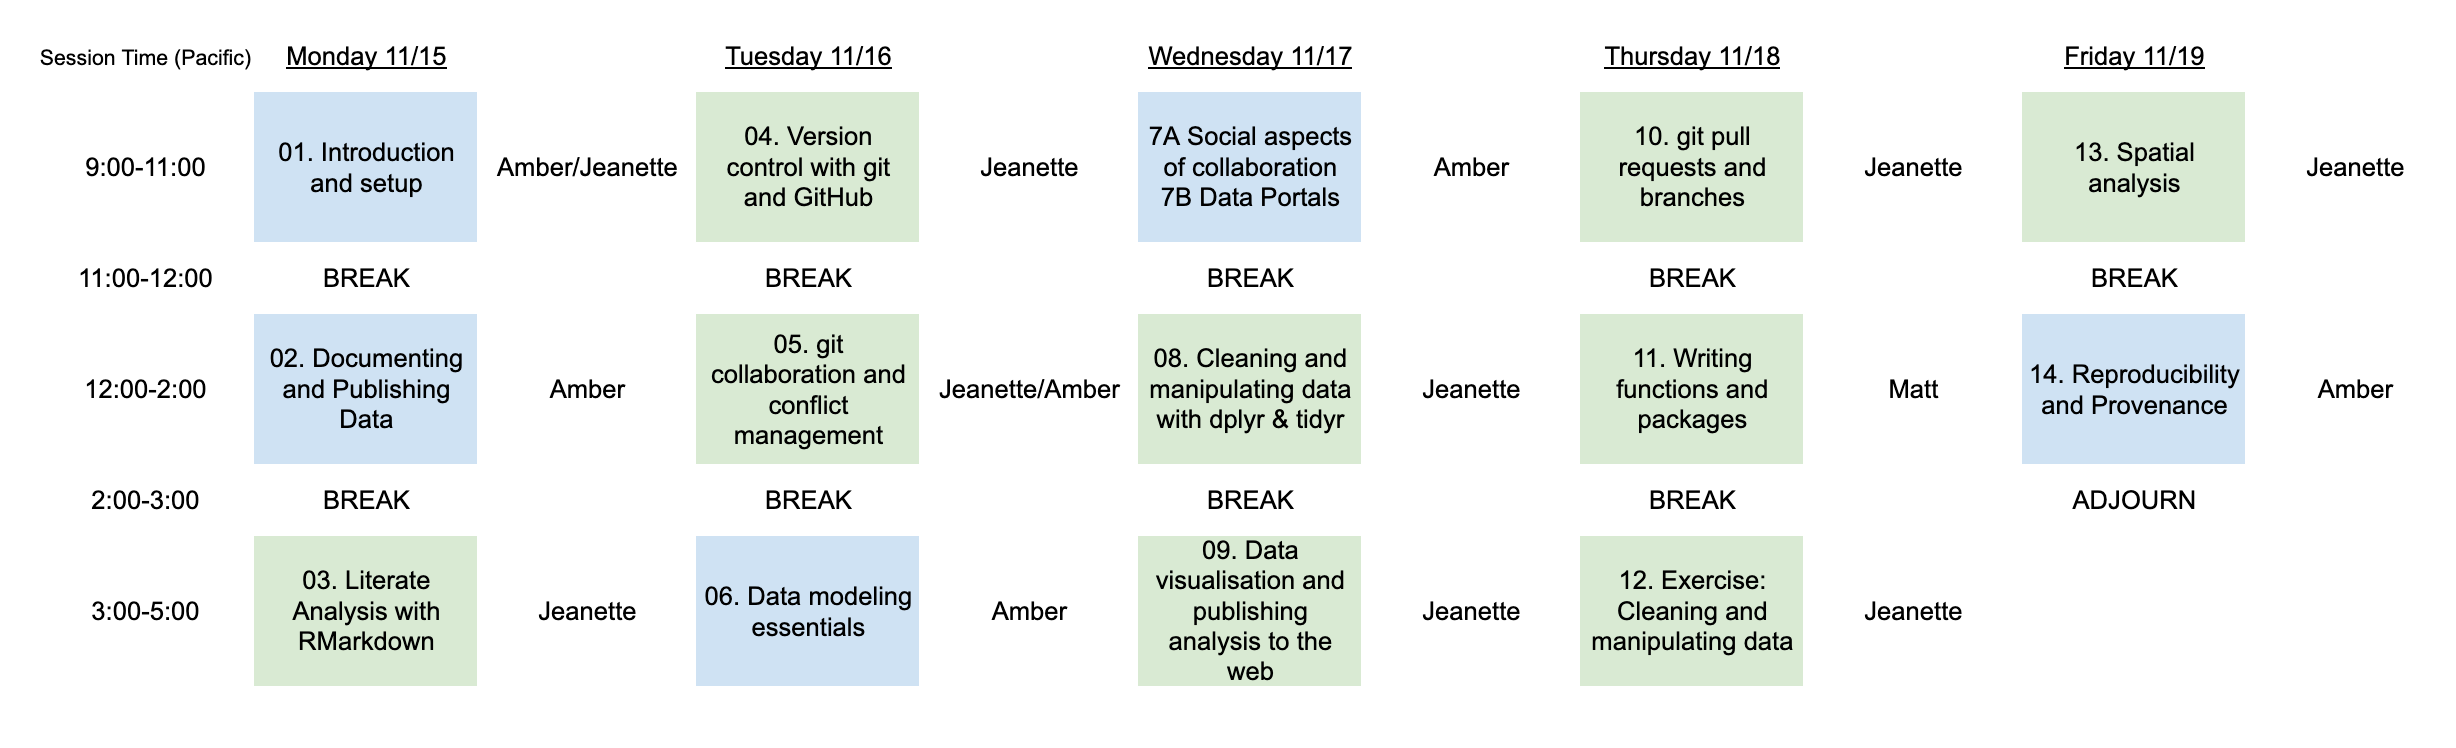 Session Time (Pacific)
Monday 11/15
Tuesday 11/16
Wednesday 11/17
Thursday 11/18
Friday 11/19
9:00-11:00
01. Introduction
and setup
Amber/Jeanette
04. Version
control with git
and GitHub
Jeanette
7A Social aspects
of collaboration
7B Data Portals
Amber
10. git pull
requests and
branches
Jeanette
13. Spatial
analysis
Jeanette
11:00-12:00
BREAK
BREAK
BREAK
BREAK
BREAK
12:00-2:00
02. Documenting
and Publishing
Data
Amber
05. git
collaboration and
conflict
management
Jeanette/Amber
08. Cleaning and
manipulating data
with dplyr & tidyr
Jeanette
11. Writing
functions and
packages
Matt
14. Reproducibility
and Provenance
Amber
2:00-3:00
BREAK
BREAK
BREAK
BREAK
ADJOURN
3:00-5:00
03. Literate
Analysis with
RMarkdown
Jeanette
06. Data modeling
essentials
Amber
09. Data
visualisation and
publishing
analysis to the
web
Jeanette
12. Exercise:
Cleaning and
manipulating data
Jeanette